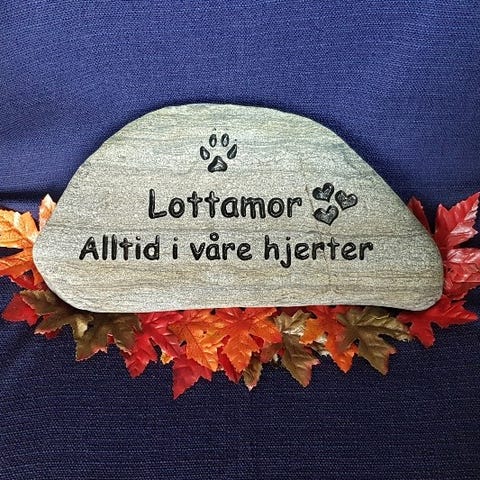 Lottamor
Alltid i våre hjerter